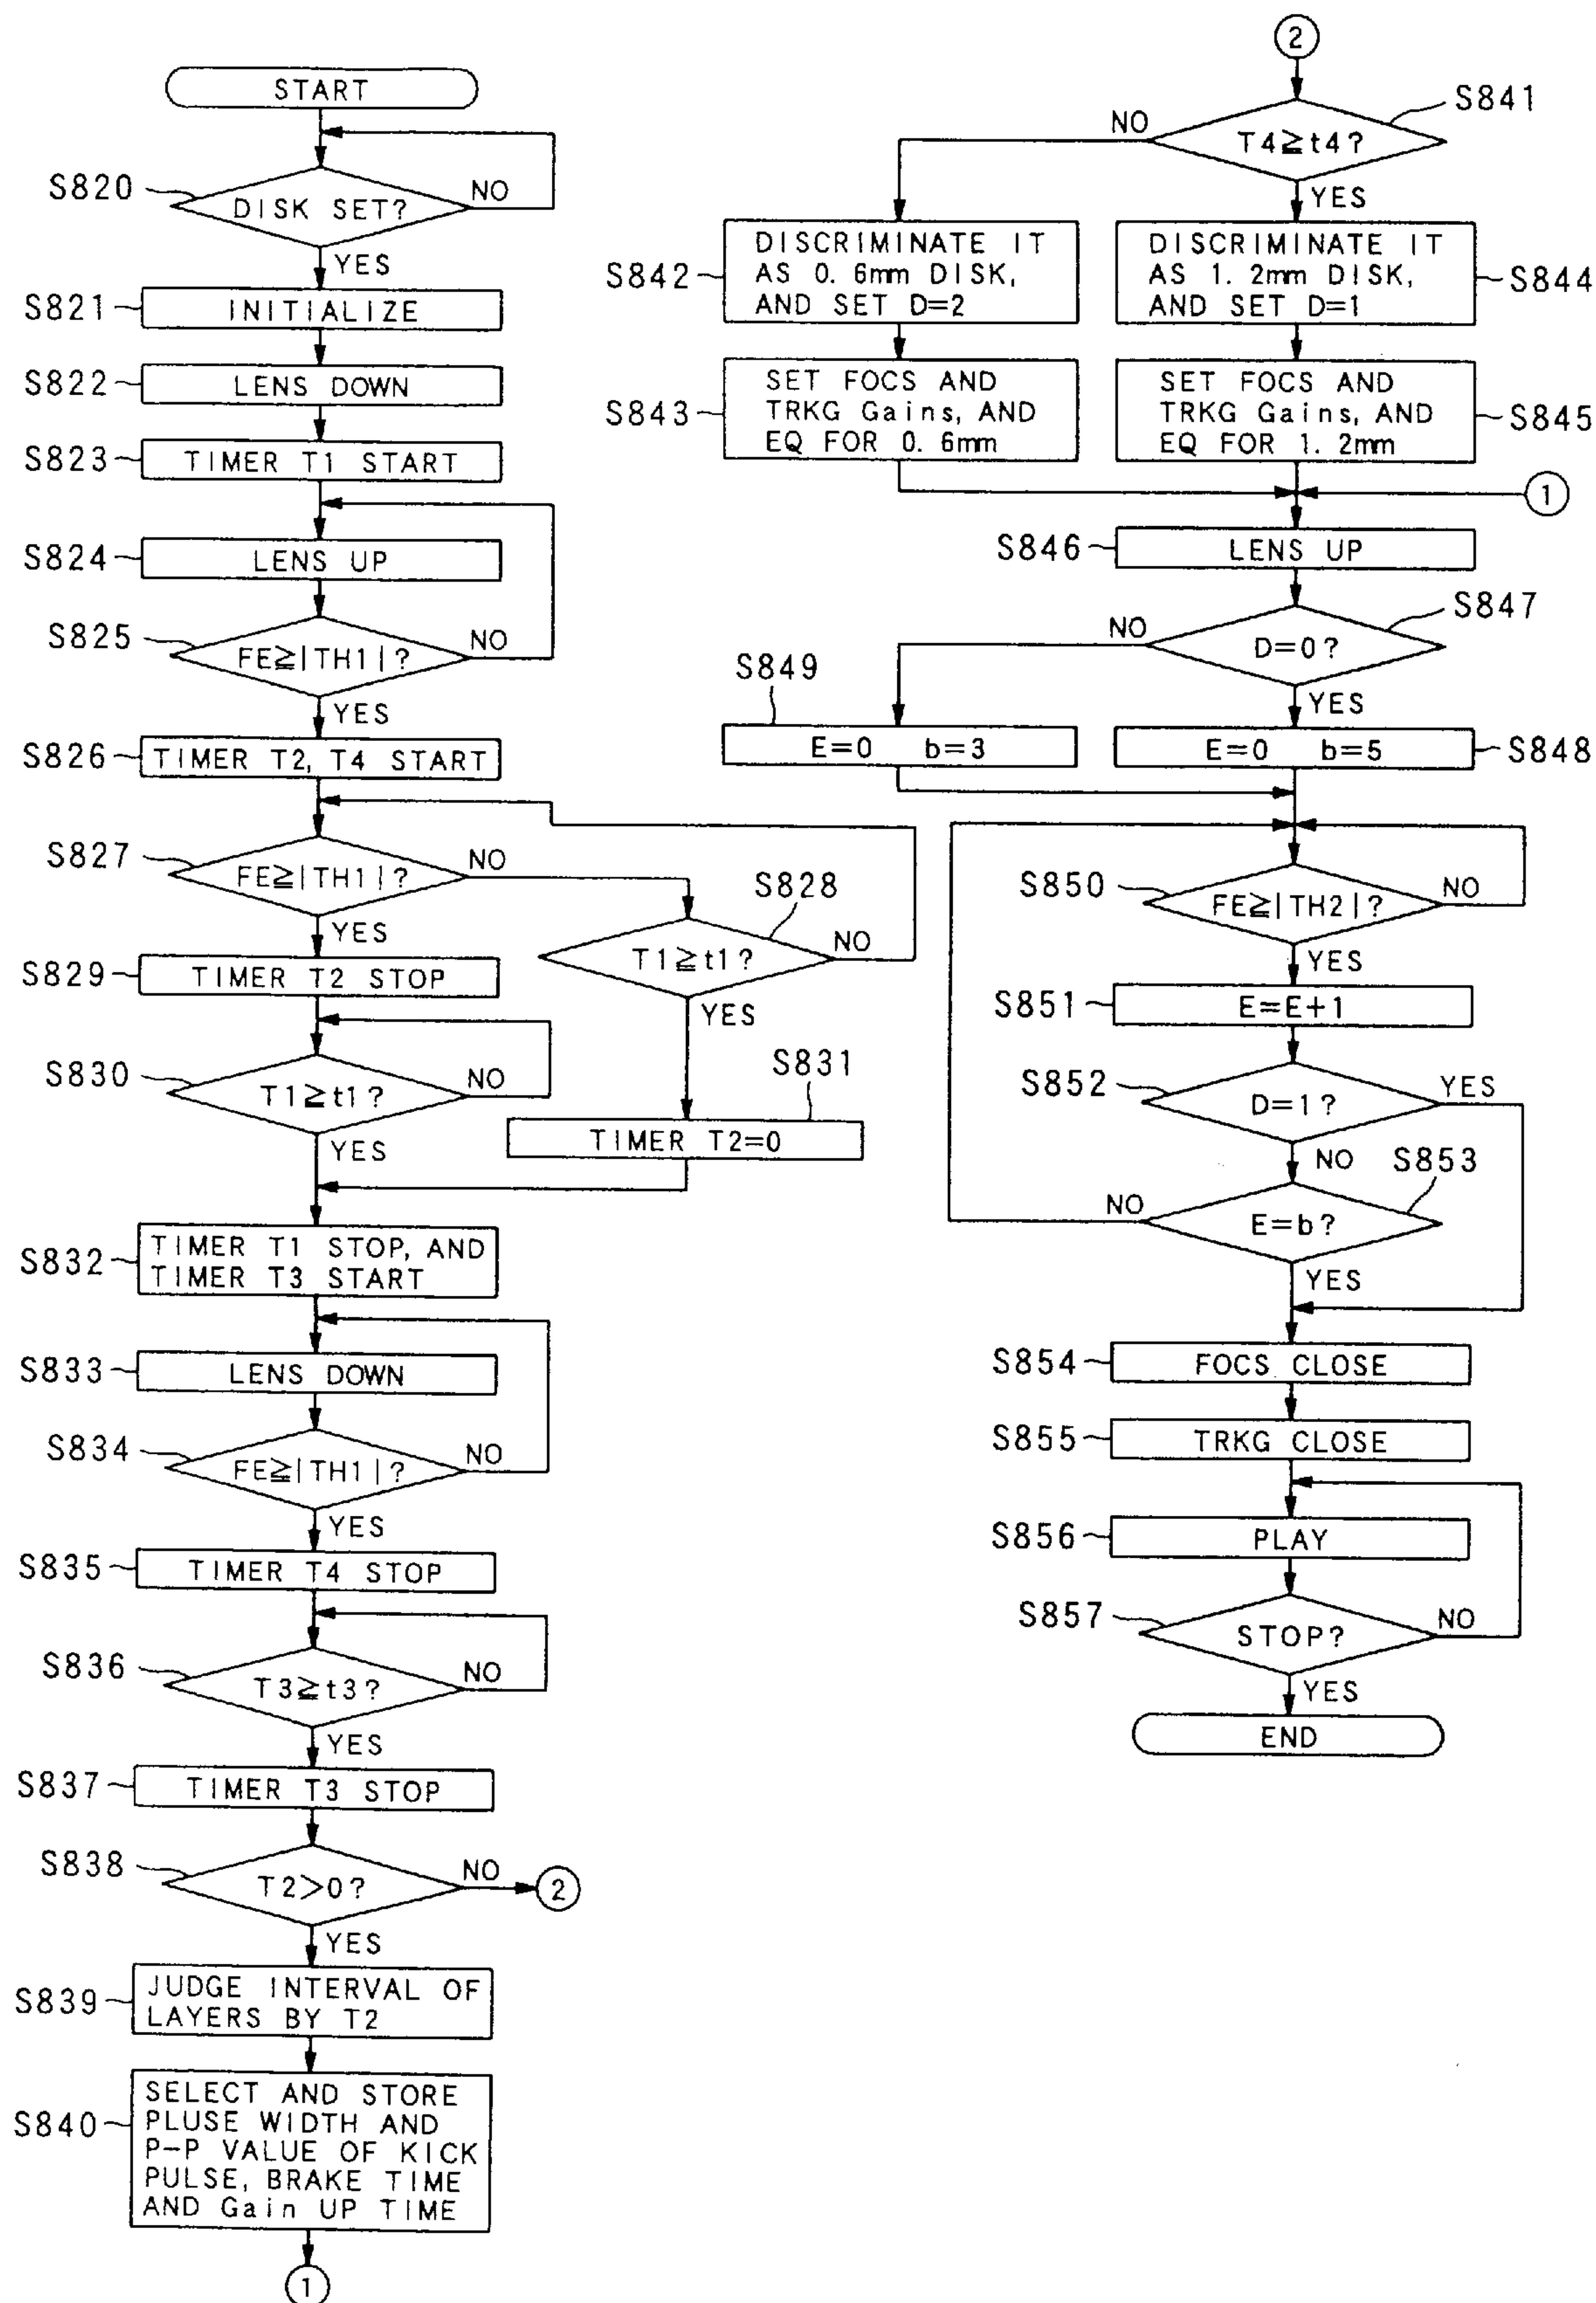 START
S820
DISK SET?
NO
YES
S821
INITIALIZE
S822
LENS DOWN
S823
TIMER T1 START
S824
LENS UP
S825
FE≧|TH1|?
NO
YES
S826
TIMER T2, T4 START
S827
FE≧|TH1|?
NO
YES
S828
T1≧t1?
NO
YES
S829
TIMER T2 STOP
S830
T1≧t1?
NO
YES
S831
TIMER T2=0
S832
TIMER T1 STOP, AND
TIMER T3 START
S833
LENS DOWN
S834
FE≧|TH1|?
NO
YES
S835
TIMER T4 STOP
S836
T3≧t3?
NO
YES
S837
TIMER T3 STOP
S838
T2>0?
NO
2
YES
S839
JUDGE INTERVAL OF
LAYERS BY T2
S840
SELECT AND STORE
PLUSE WIDTH AND
P-P VALUE OF KICK
PULSE, BRAKE TIME
AND Gain UP TIME
1
2
S841
T4≧t4?
NO
YES
S842
DISCRIMINATE IT
AS 0.6mm DISK,
AND SET D=2
DISCRIMINATE IT
AS 1.2mm DISK,
AND SET D=1
S844
S843
SET FOCS AND
TRKG Gains, AND
EQ FOR 0.6mm
SET FOCS AND
TRKG Gains, AND
EQ FOR 1.2mm
S845
1
S846
LENS UP
S847
D=0?
NO
YES
S849
E=0 b=3
E=0 b=5
S848
S850
FE≧|TH2|?
NO
YES
S851
E=E+1
S852
D=1?
YES
NO
S853
E=b?
NO
YES
S854
FOCS CLOSE
S855
TRKG CLOSE
S856
PLAY
S857
STOP?
NO
YES
END